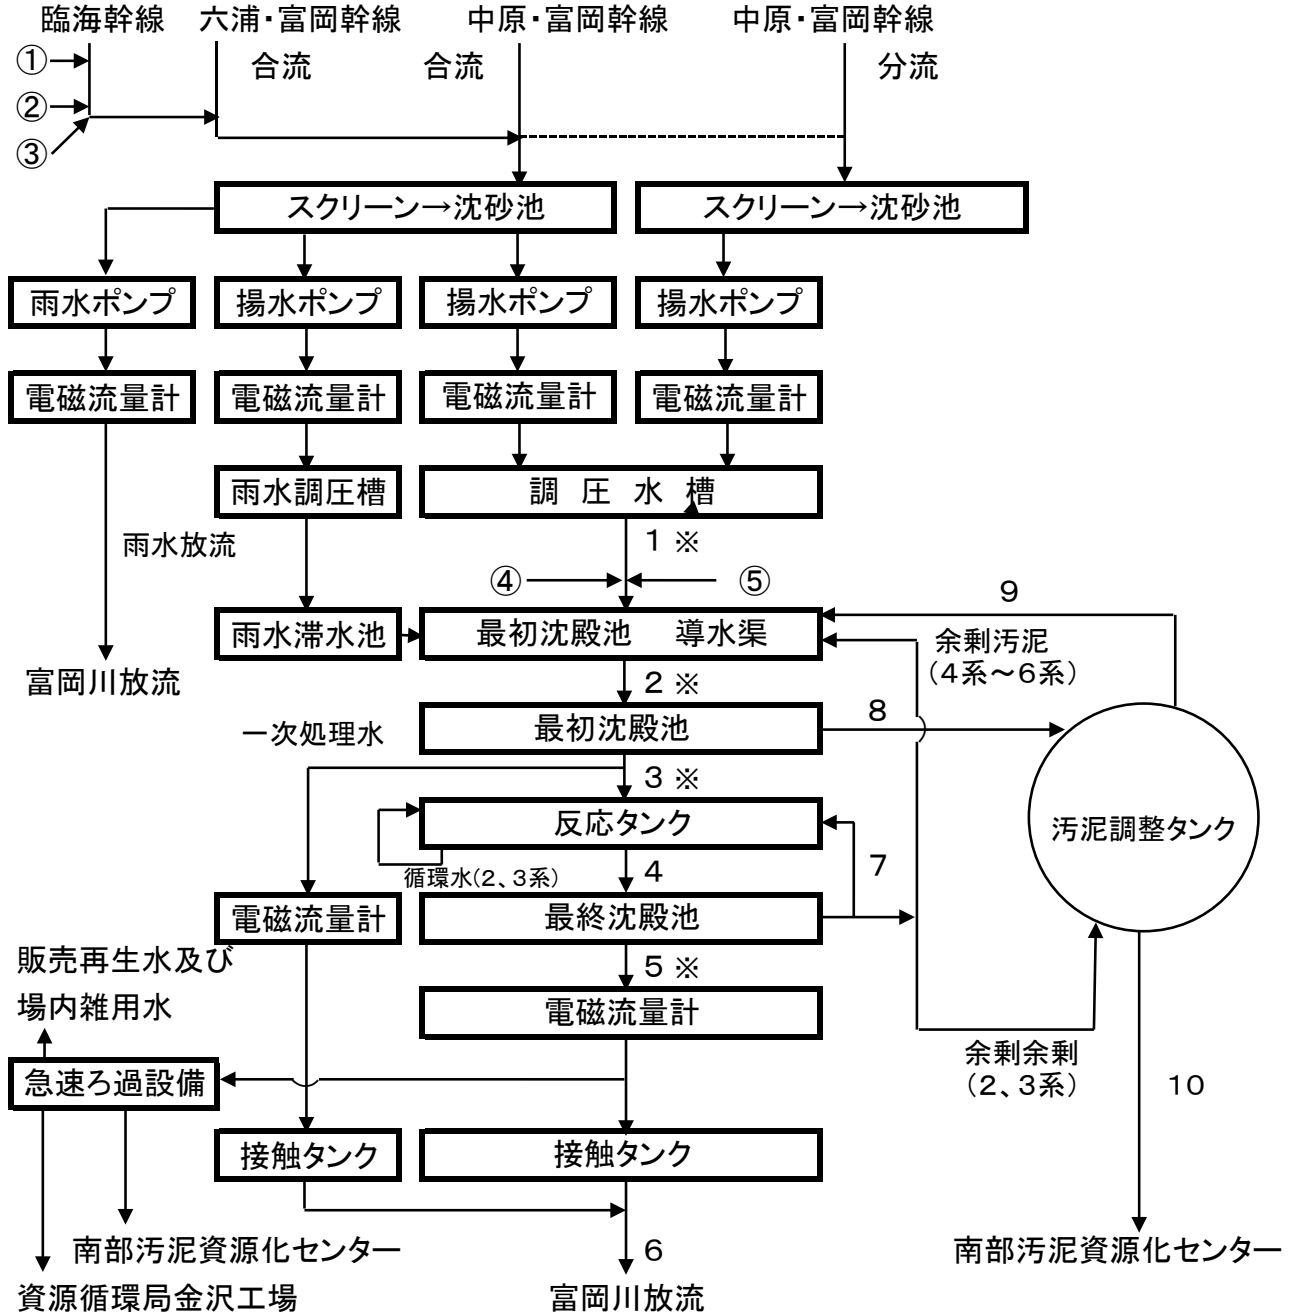 臨海幹線 六浦・富岡幹線 中原・富岡幹線 中原・富岡幹線
① 合流 合流 分流
②
③
スクリーン→沈砂池 スクリーン→沈砂池
雨水ポンプ 揚水ポンプ 揚水ポンプ 揚水ポンプ
電磁流量計 電磁流量計 電磁流量計 電磁流量計
雨水調圧槽 調 圧 水 槽
雨水放流 1 ※
④ ⑤
9
雨水滞水池 最初沈殿池 導水渠 余剰汚泥
(4系~6系)
富岡川放流 2 ※
8
一次処理水 最初沈殿池
3 ※
反応タンク 汚泥調整タンク
循環水(2、3系) 4 7
電磁流量計 最終沈殿池
販売再生水及び 5 ※
場内雑用水 電磁流量計
余剰余剰
急速ろ過設備 (2、3系) 10
接触タンク 接触タンク
南部汚泥資源化センター 6 南部汚泥資源化センター
資源循環局金沢工場 富岡川放流